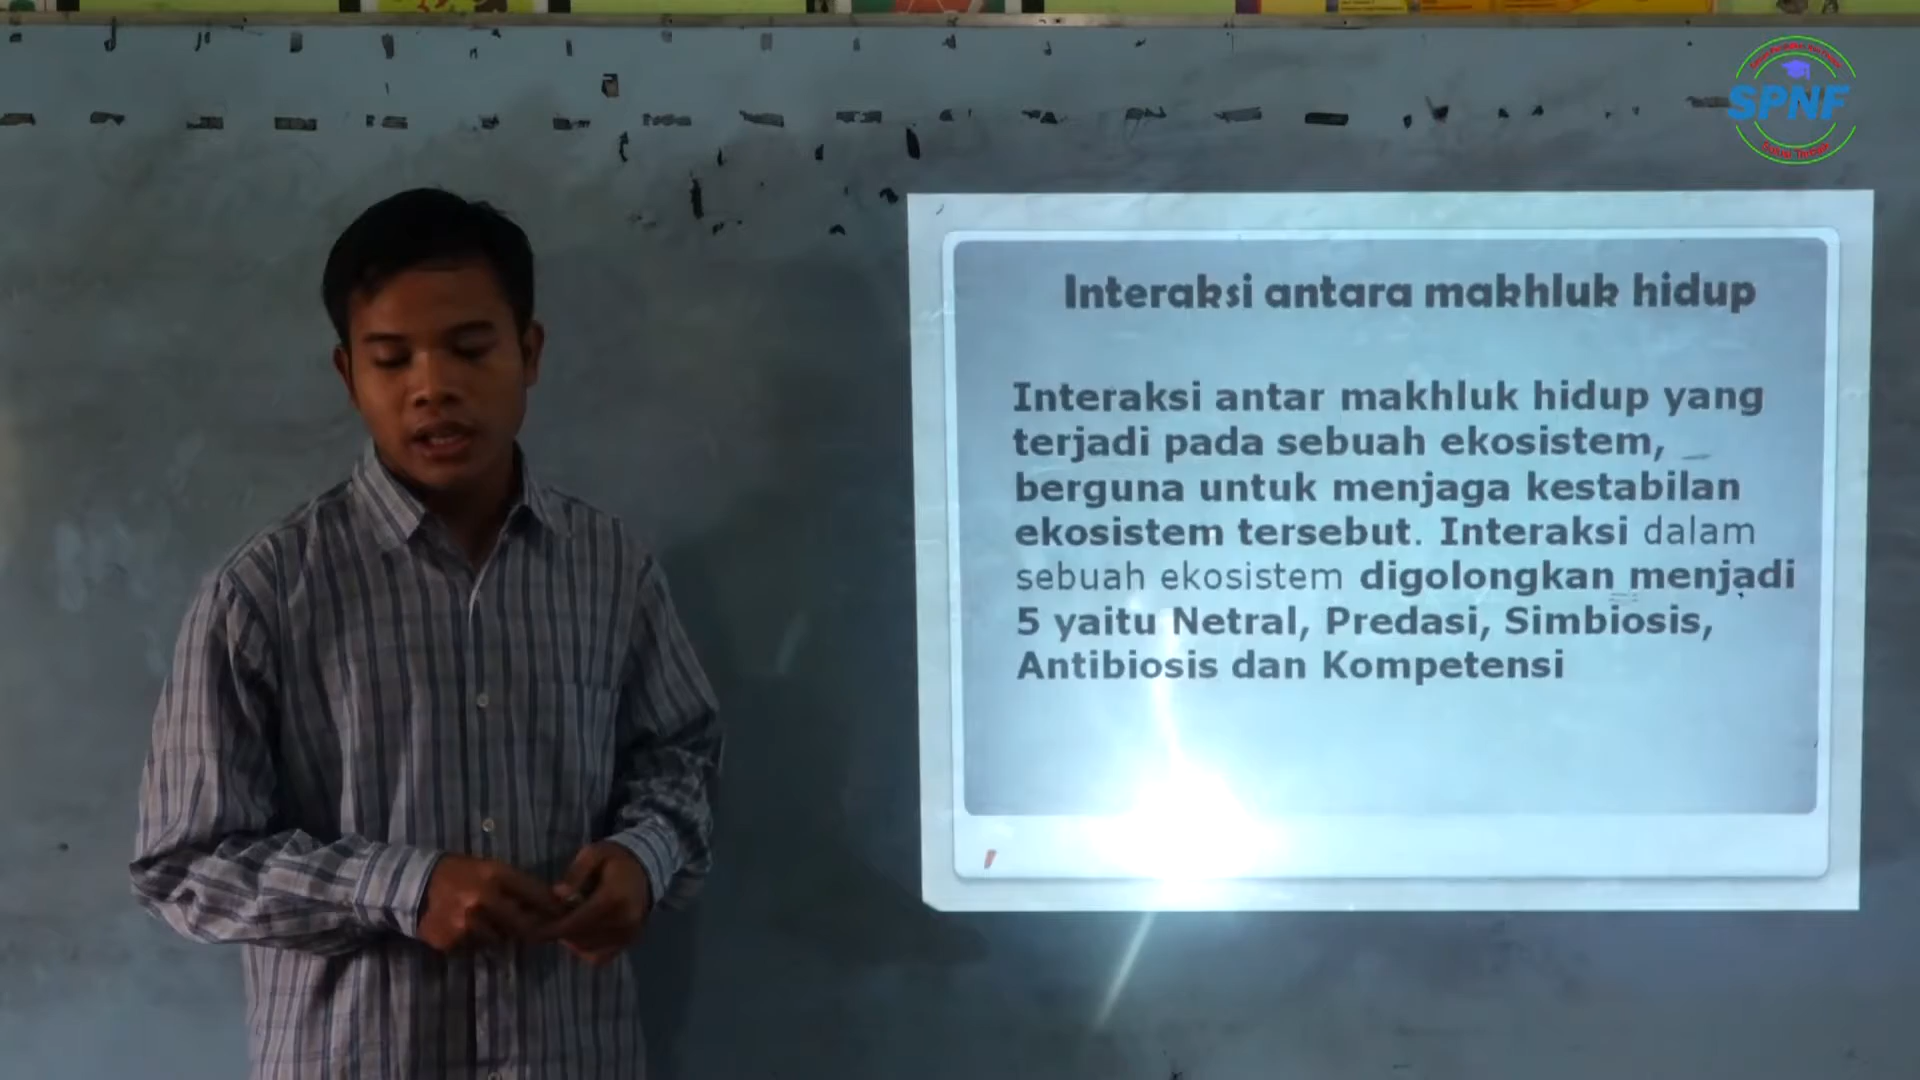 SPNF
Interaksi antara makhluk hidup
Interaksi antar makhluk hidup yang
terjadi pada sebuah ekosistem,
berguna untuk menjaga kestabilan
ekosistem tersebut. Interaksi dalam
sebuah ekosistem digolongkan menjadi
5 yaitu Netral, Predasi, Simbiosis,
Antibiosis dan Kompetensi